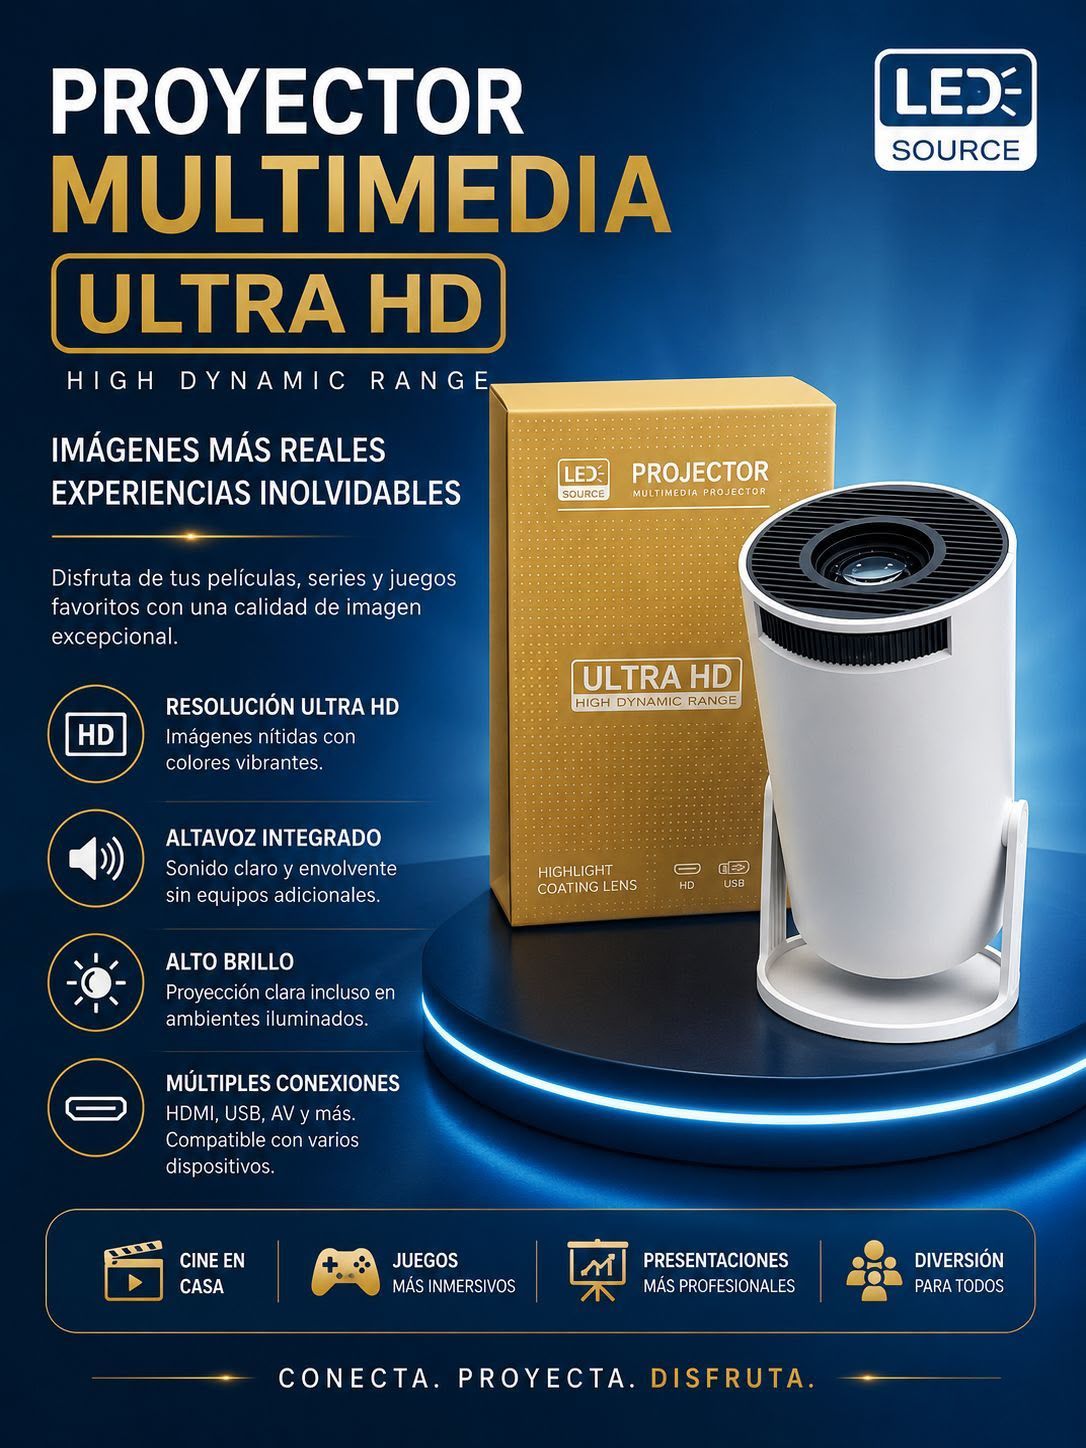 PROYECTOR
MULTIMEDIA
ULTRA HD
HIGH DYNAMIC RANGE
LED
SOURCE
IMÁGENES MÁS REALES
EXPERIENCIAS INOLVIDABLES
Disfruta de tus películas, series y juegos
favoritos con una calidad de imagen
excepcional.
HD
RESOLUCIÓN ULTRA HD
Imágenes nítidas con
colores vibrantes.
ALTAVOZ INTEGRADO
Sonido claro y envolvente
sin equipos adicionales.
ALTO BRILLO
Proyección clara incluso en
ambientes iluminados.
MÚLTIPLES CONEXIONES
HDMI, USB, AV y más.
Compatible con varios
dispositivos.
LED
SOURCE
PROJECTOR
MULTIMEDIA PROJECTOR
ULTRA HD
HIGH DYNAMIC RANGE
HIGHLIGHT
COATING LENS
HD
USB
CINE EN
CASA
JUEGOS
MÁS INMERSIVOS
PRESENTACIONES
MÁS PROFESIONALES
DIVERSIÓN
PARA TODOS
CONECTA. PROYECTA. DISFRUTA.